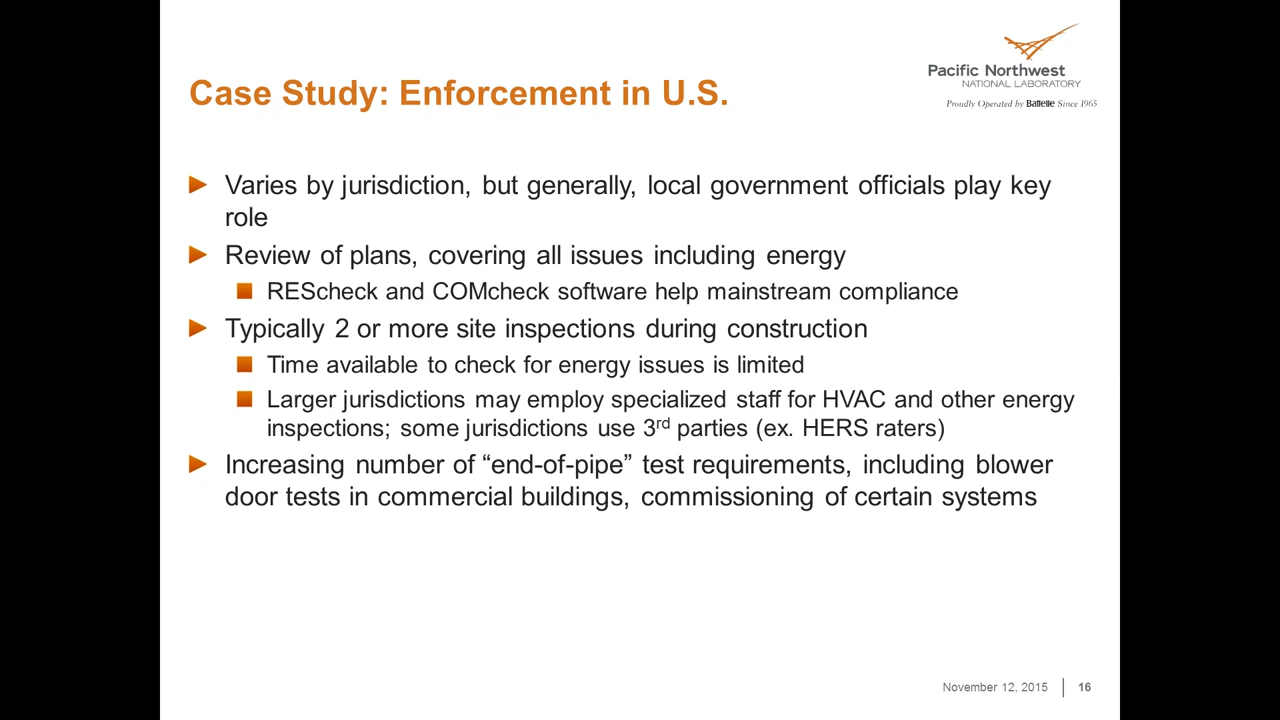 Pacific Northwest
NATIONAL LABORATORY
Proudly Operated by Battelle Since 1965
Case Study: Enforcement in U.S.
Varies by jurisdiction, but generally, local government officials play key
role
Review of plans, covering all issues including energy
REScheck and COMcheck software help mainstream compliance
Typically 2 or more site inspections during construction
Time available to check for energy issues is limited
Larger jurisdictions may employ specialized staff for HVAC and other energy
inspections; some jurisdictions use 3rd parties (ex. HERS raters)
Increasing number of “end-of-pipe” test requirements, including blower
door tests in commercial buildings, commissioning of certain systems
November 12, 2015 16